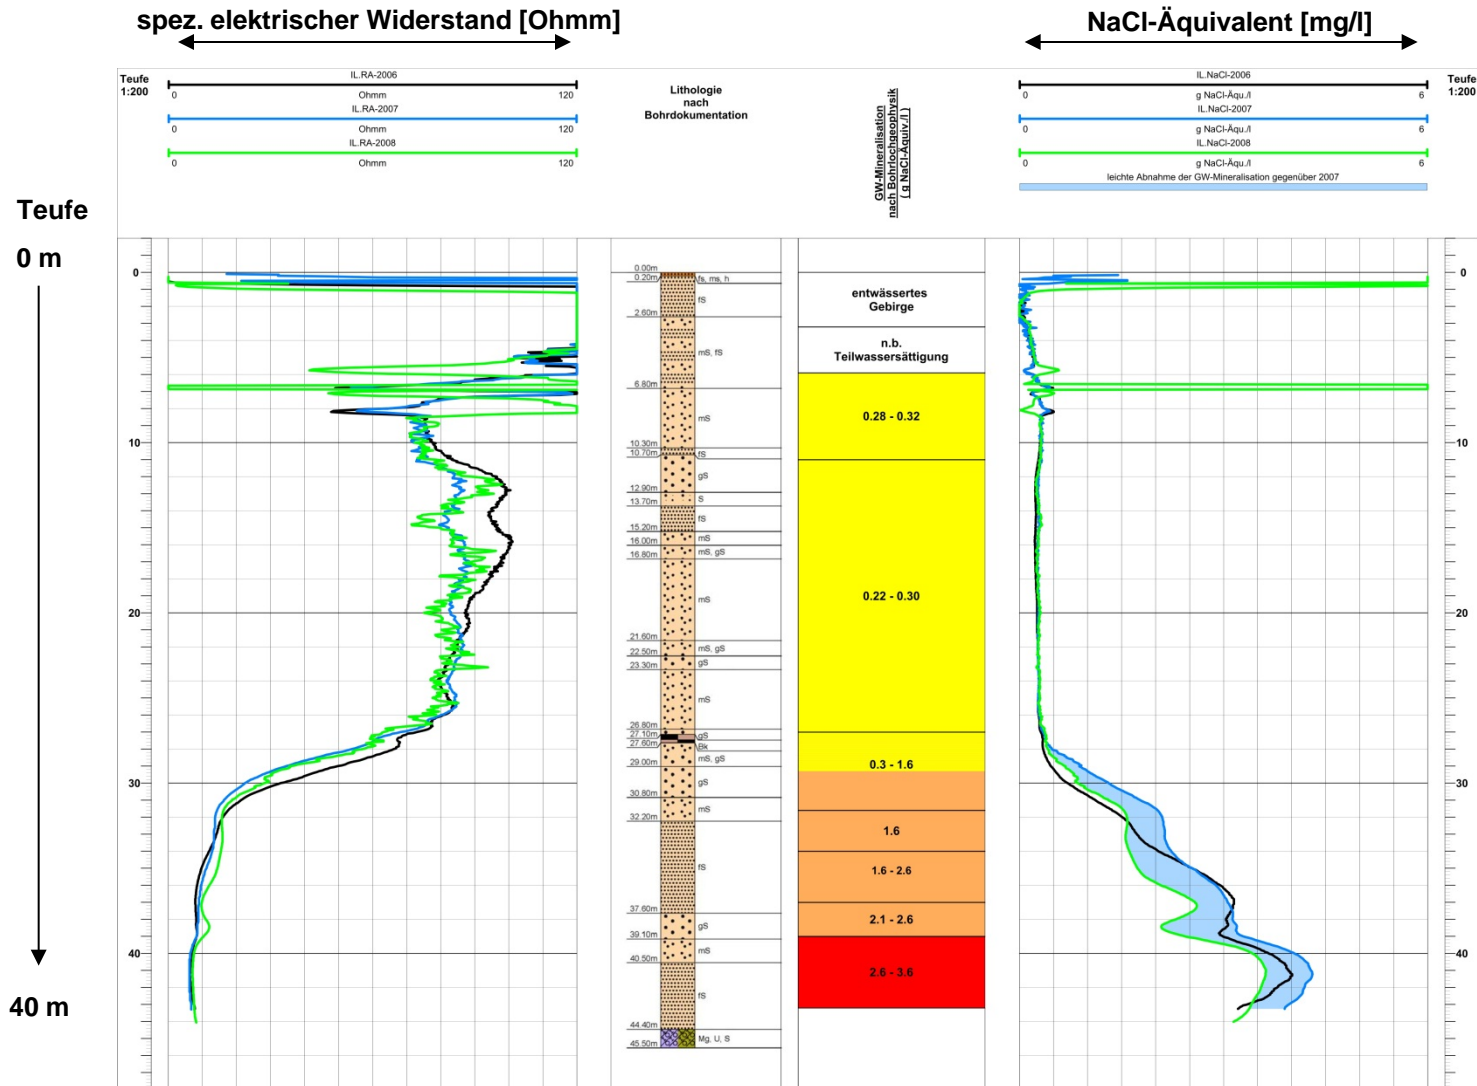 spez. elektrischer Widerstand [Ohmm]
NaCl-Äquivalent [mg/l]
Teufe
1:200
IL.RA-2006
0 Ohmm 120
IL.RA-2007
0 Ohmm 120
IL.RA-2008
0 Ohmm 120
Lithologie
nach
Bohrdokumentation
GW-Mineralisation
nach Bohrlochgeophysik
( g NaCl-Äquiv./l )
IL.NaCl-2006
0 g NaCl-Äqu./l 6
IL.NaCl-2007
0 g NaCl-Äqu./l 6
IL.NaCl-2008
0 g NaCl-Äqu./l 6
leichte Abnahme der GW-Mineralisation gegenüber 2007
Teufe
1:200
Teufe
0 m
40 m
0
10
20
30
40
0.00m
0.20m
fs, ms, h
fS
2.60m
mS, fS
6.80m
mS
10.30m
10.70m
fS
gS
12.90m
S
13.70m
fS
15.20m
mS
16.00m
mS, gS
16.80m
mS
21.60m
mS, gS
22.50m
gS
23.30m
mS
26.80m
gS
27.10m
Bk
27.60m
mS, gS
29.00m
gS
30.80m
mS
32.20m
fS
37.60m
gS
39.10m
mS
40.50m
fS
44.40m
Mg, U, S
45.50m
entwässertes
Gebirge
n.b.
Teilwassersättigung
0.28 - 0.32
0.22 - 0.30
0.3 - 1.6
1.6
1.6 - 2.6
2.1 - 2.6
2.6 - 3.6
0
10
20
30
40